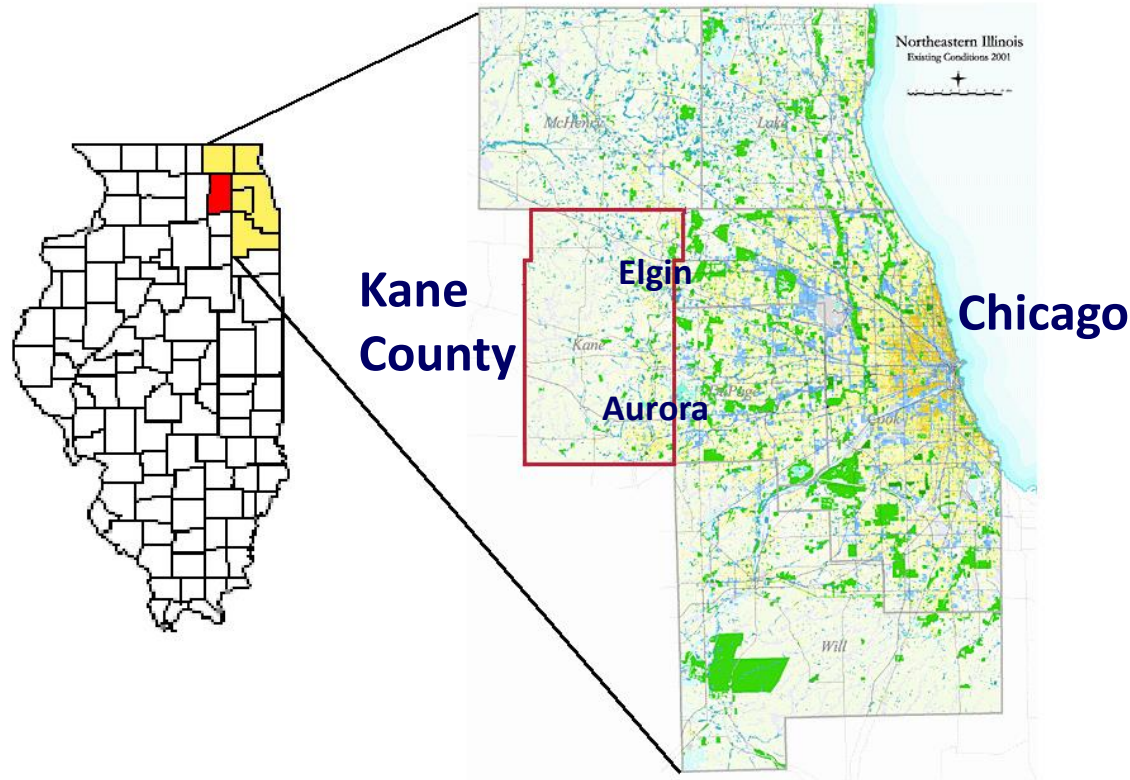 Northeastern Illinois
Existing Conditions 2001
McHenry
Lake
Elgin
Kane
County
Chicago
Kane
DuPage
Aurora
Cook
Will